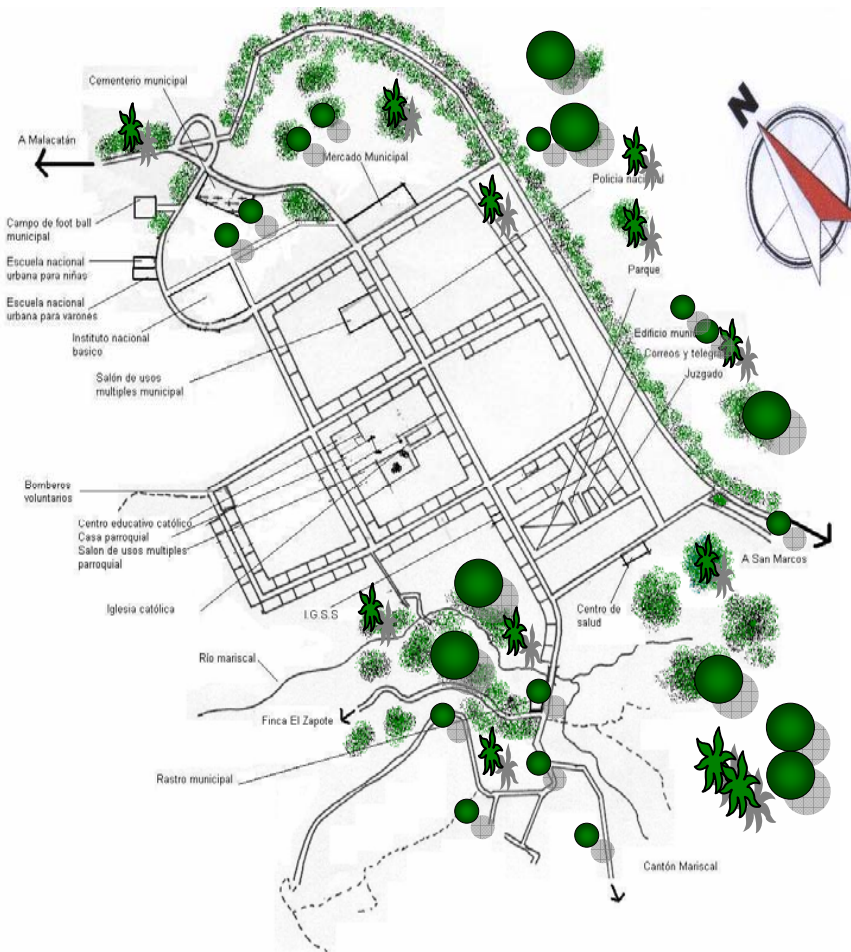 Cementerio municipal
N
A Malacatán
Mercado Municipal
Policia nacional
Campo de foot ball
municipal
Parque
Escuela nacional
urbana para niñas
Escuela nacional
urbana para varones
Edificio muni
Correos y telegra
Instituto nacional
basico
Juzgado
Salón de usos
multiples municipal
Bomberos
voluntarios
Centro educativo católico
Casa parroquial
Salon de usos multiples
parroquial
A San Marcos
Iglesia católica
I.G.S.S
Centro de
salud
Río mariscal
Finca El Zapote
Rastro municipal
Cantón Mariscal